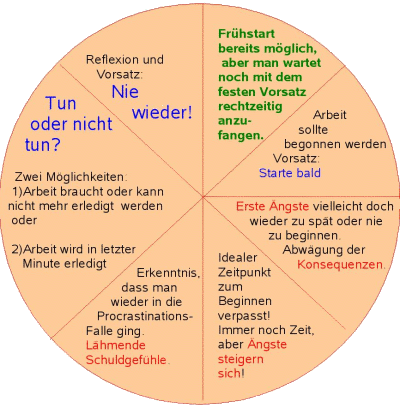 Frühstart
bereits möglich,
aber man wartet
noch mit dem
festen Vorsatz
rechtzeitig
anzu-
fangen.
Arbeit
sollte
begonnen werden
Vorsatz:
Starte bald
Erste Ängste vielleicht doch
wieder zu spät oder nie
zu beginnen.
Abwägung der
Konsequenzen.
Idealer
Zeitpunkt
zum
Beginnen
verpasst!
Immer noch Zeit,
aber Ängste
steigern
sich!
Erkenntnis,
dass man
wieder in die
Procrastinations-
Falle ging.
Lähmende
Schuldgefühle.
Zwei Möglichkeiten:
1)Arbeit braucht oder kann
nicht mehr erledigt werden
oder
2)Arbeit wird in letzter
Minute erledigt
Tun
oder nicht
tun?
Reflexion und
Vorsatz:
Nie
wieder!